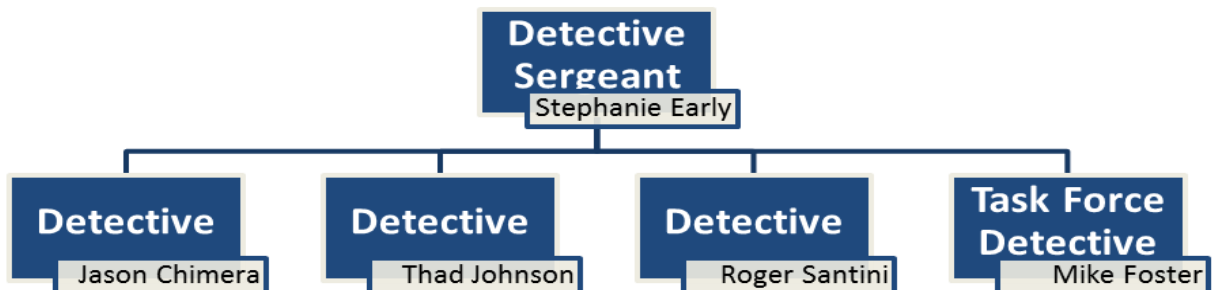 Detective
Sergeant
Stephanie Early
Detective
Jason Chimera
Detective
Thad Johnson
Detective
Roger Santini
Task Force
Detective
Mike Foster